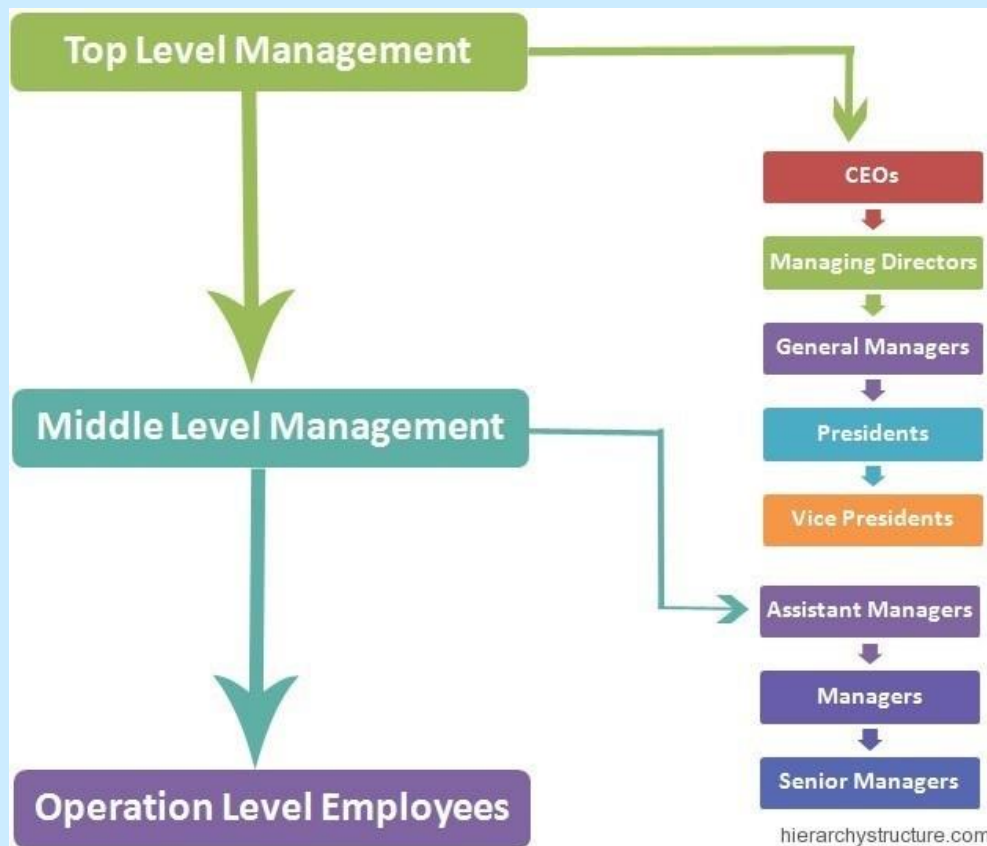 Top Level Management
CEOs
Managing Directors
General Managers
Presidents
Vice Presidents
Middle Level Management
Assistant Managers
Managers
Senior Managers
Operation Level Employees
hierarchystructure.com